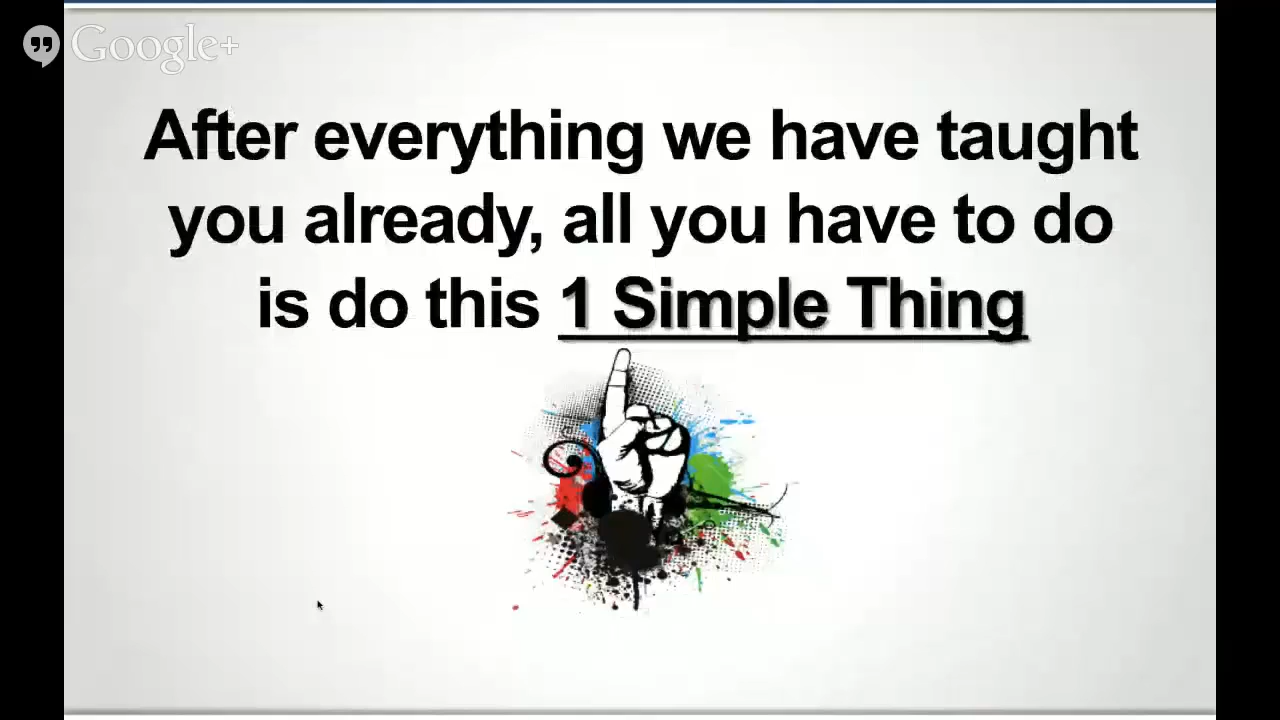 Google+
After everything we have taught
you already, all you have to do
is do this 1 Simple Thing